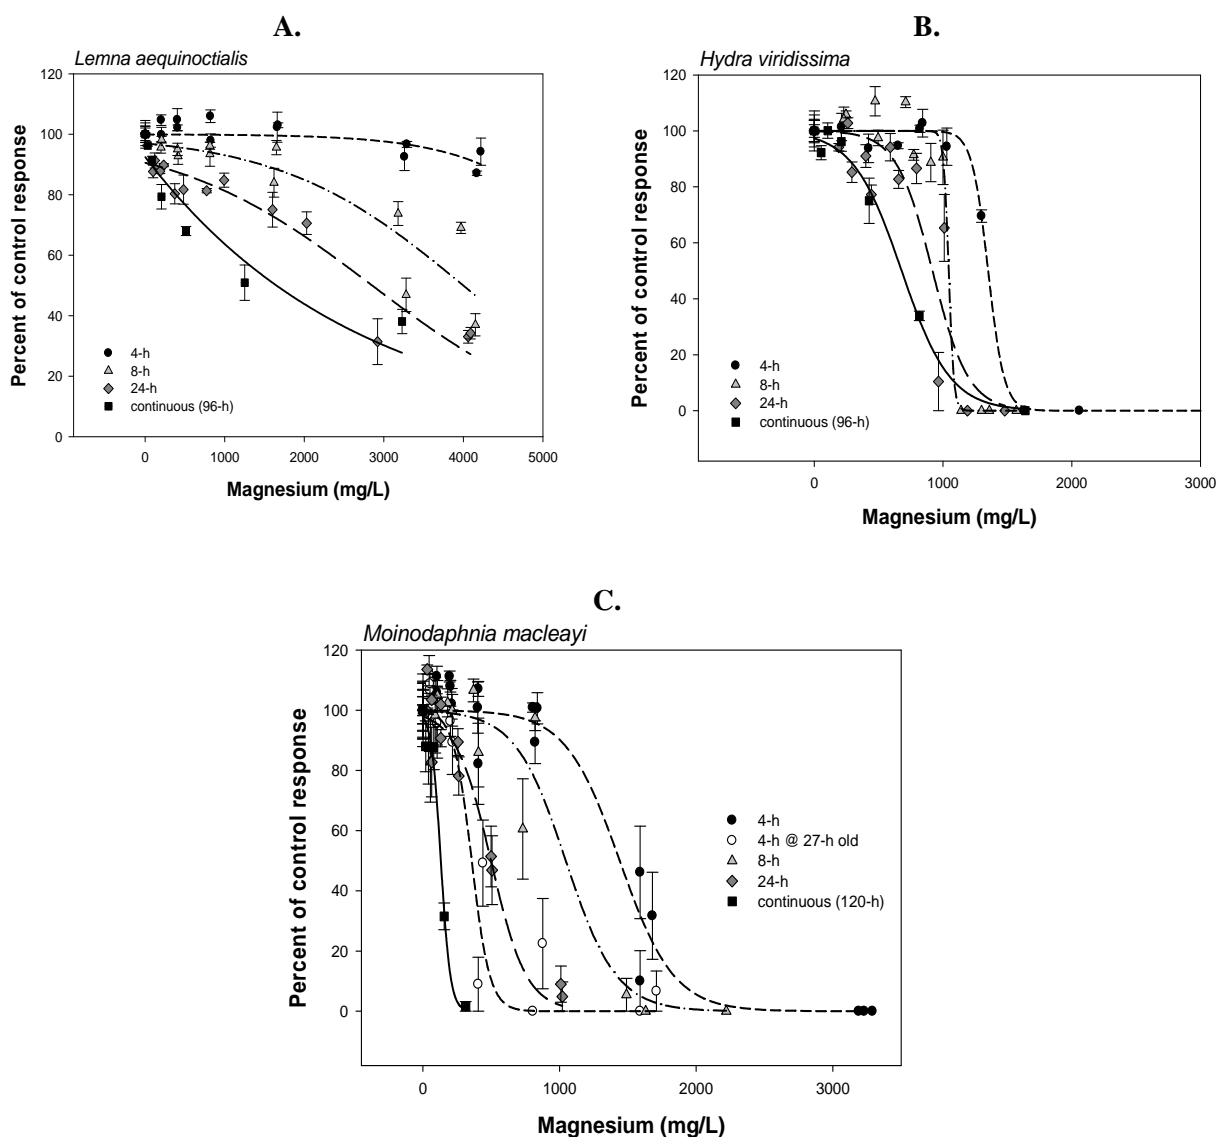 A.
Lemna aequinoctialis
120
100
80
60
40
20
0
Percent of control response
4-h
8-h
24-h
continuous (96-h)
0 1000 2000 3000 4000 5000
Magnesium (mg/L)
B.
Hydra viridissima
120
100
80
60
40
20
0
Percent of control response
4-h
8-h
24-h
continuous (96-h)
0 1000 2000 3000
Magnesium (mg/L)
C.
Moinodaphnia macleayi
120
100
80
60
40
20
0
Percent of control response
4-h
4-h @ 27-h old
8-h
24-h
continuous (120-h)
0 1000 2000 3000
Magnesium (mg/L)